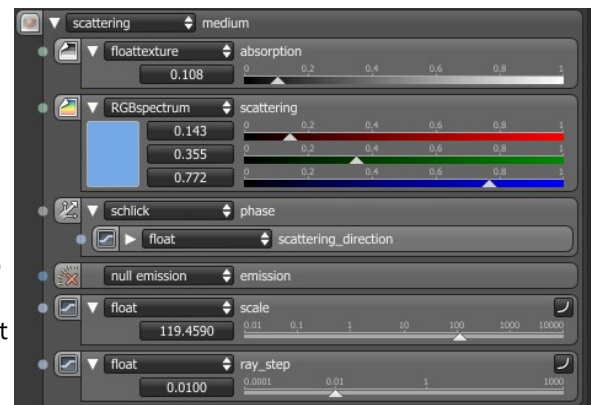 scattering medium
floattexture absorption
0.108 0 0.2 0.4 0.6 0.8 1
RGBspectrum scattering
0.143 0 0.2 0.4 0.6 0.8 1
0.355 0 0.2 0.4 0.6 0.8 1
0.772 0 0.2 0.4 0.6 0.8 1
schlick phase
float scattering_direction
null emission emission
float scale
t
119.4590 0.01 0.1 1 10 100 1000 10000
float ray_step
0.0100 0.0001 0.01 1 1000